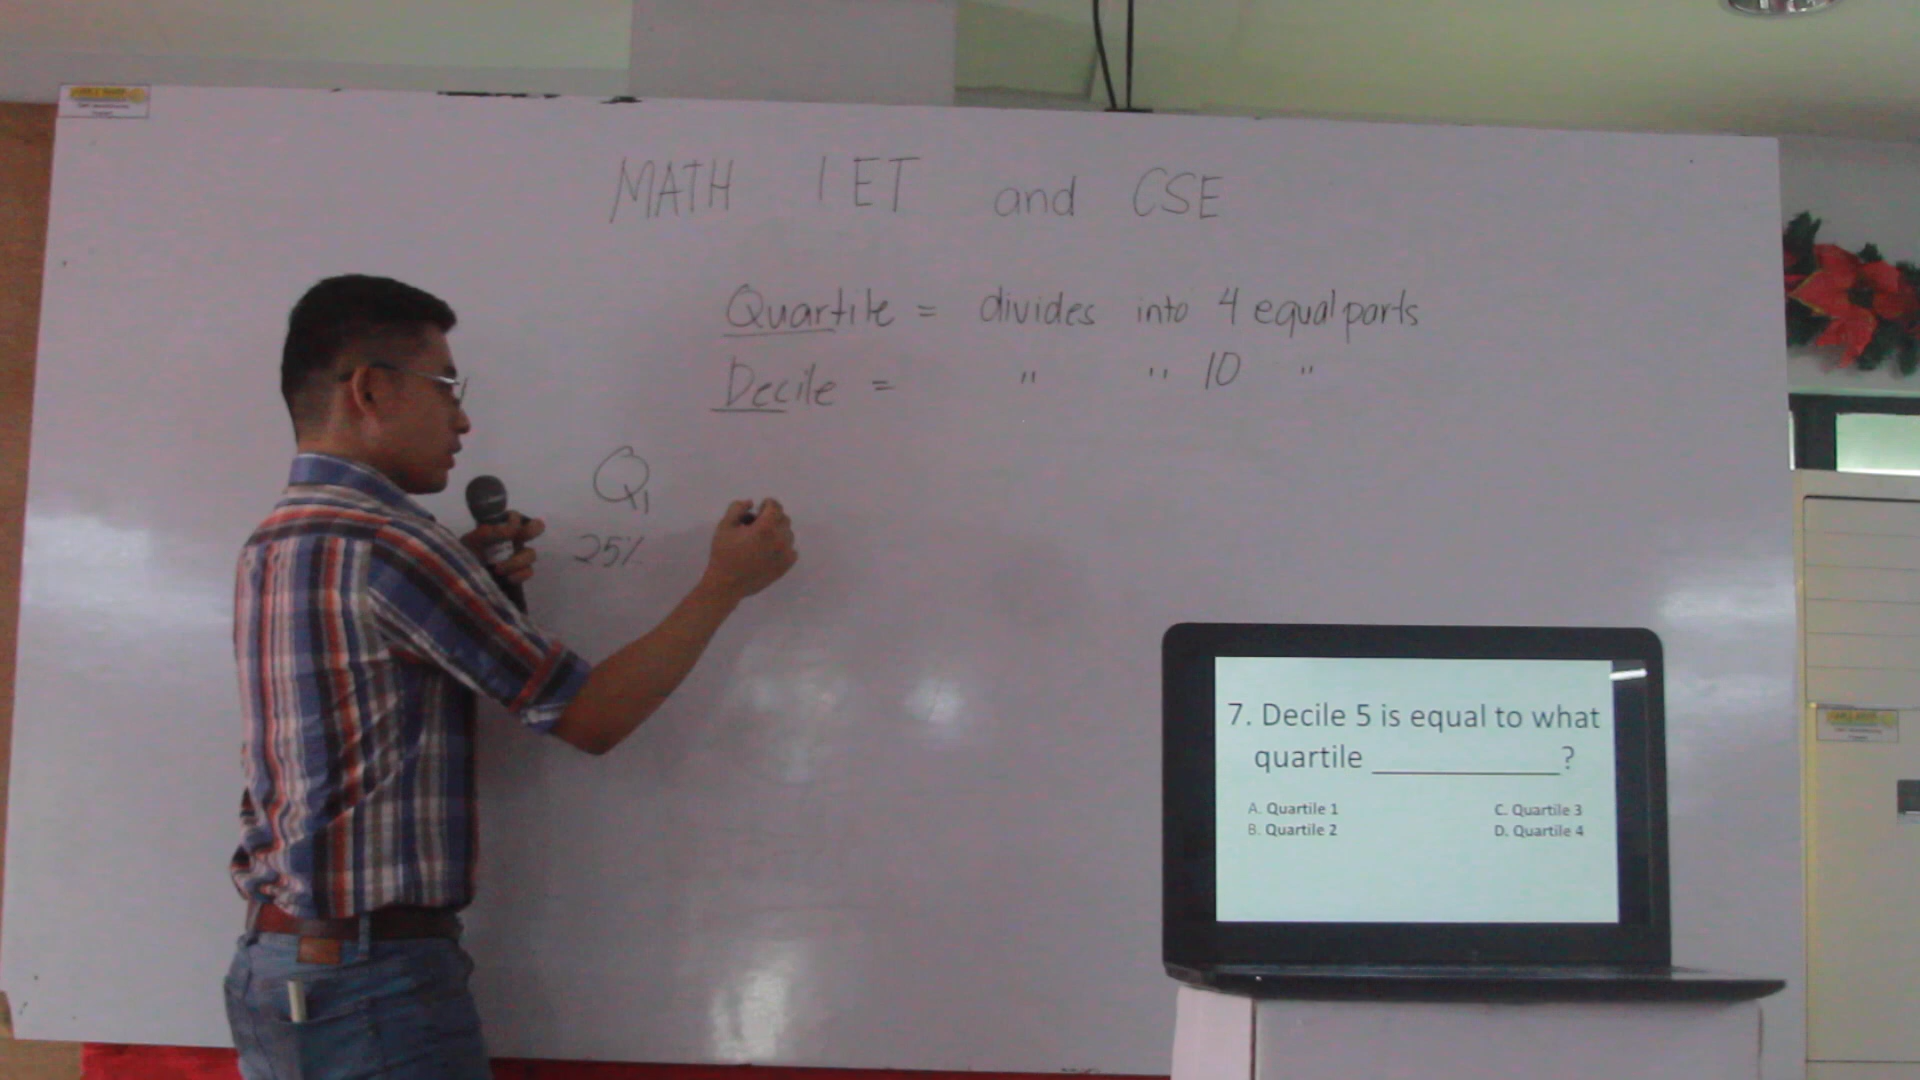 MATH LET and CSE
Quartile = divides into 4 equal parts
Decile = " " 10 "
Q1
25%
7. Decile 5 is equal to what
quartile ____________?
A. Quartile 1
B. Quartile 2
C. Quartile 3
D. Quartile 4